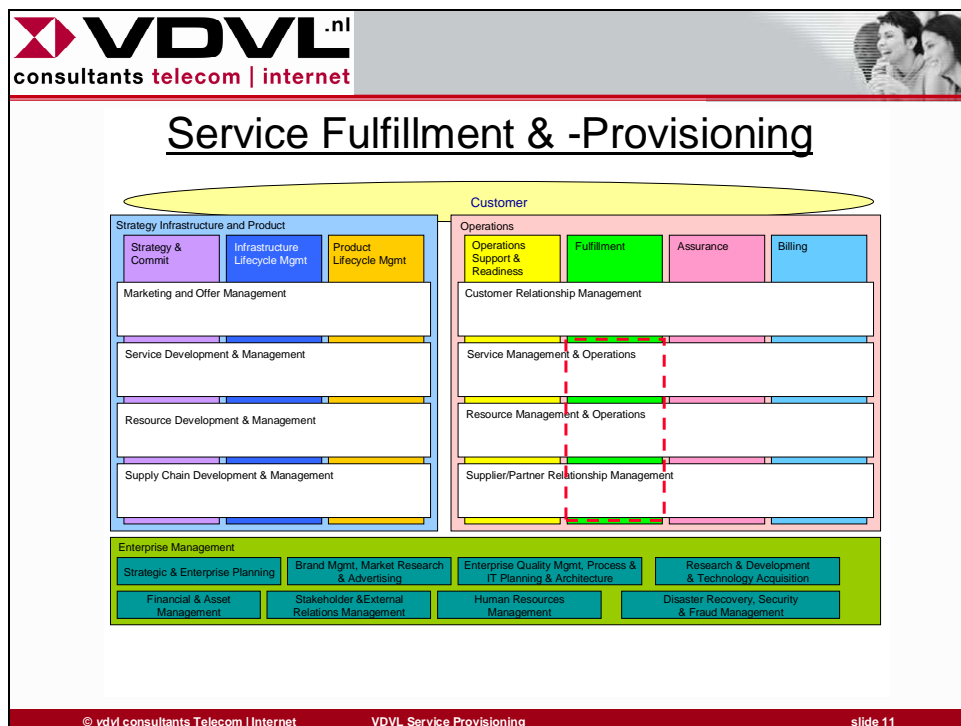 VDVL.nl
consultants telecom | internet
Service Fulfillment & -Provisioning
Customer
Strategy Infrastructure and Product
Strategy &
Commit
Infrastructure
Lifecycle Mgmt
Product
Lifecycle Mgmt
Marketing and Offer Management
Service Development & Management
Resource Development & Management
Supply Chain Development & Management
Operations
Operations
Support &
Readiness
Fulfillment
Assurance
Billing
Customer Relationship Management
Service Management & Operations
Resource Management & Operations
Supplier/Partner Relationship Management
Enterprise Management
Strategic & Enterprise Planning
Brand Mgmt, Market Research
& Advertising
Enterprise Quality Mgmt, Process &
IT Planning & Architecture
Research & Development
& Technology Acquisition
Financial & Asset
Management
Stakeholder &External
Relations Management
Human Resources
Management
Disaster Recovery, Security
& Fraud Management
© vdvl consultants Telecom | Internet
VDVL Service Provisioning
slide 11